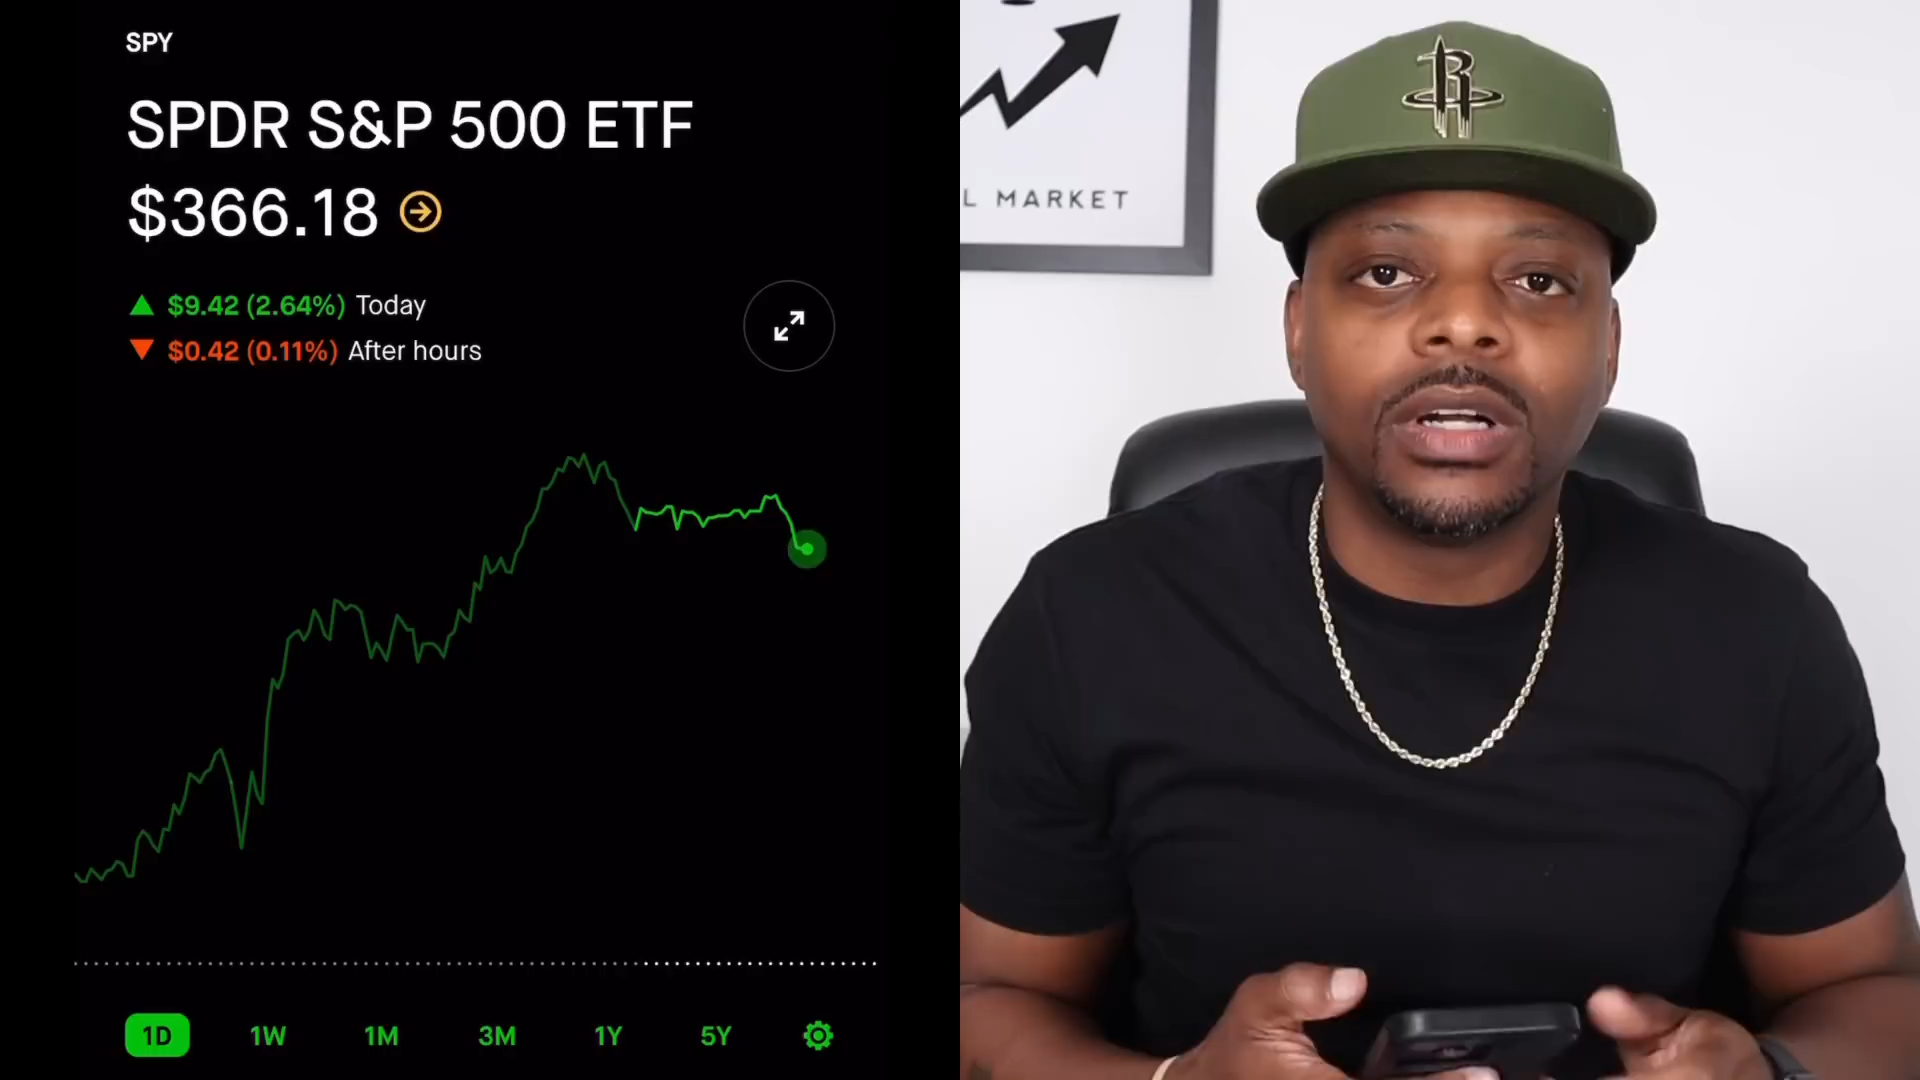 SPY
SPDR S&P 500 ETF
$366.18
$9.42 (2.64%) Today
$0.42 (0.11%) After hours
1D 1W 1M 3M 1Y 5Y
L MARKET
R